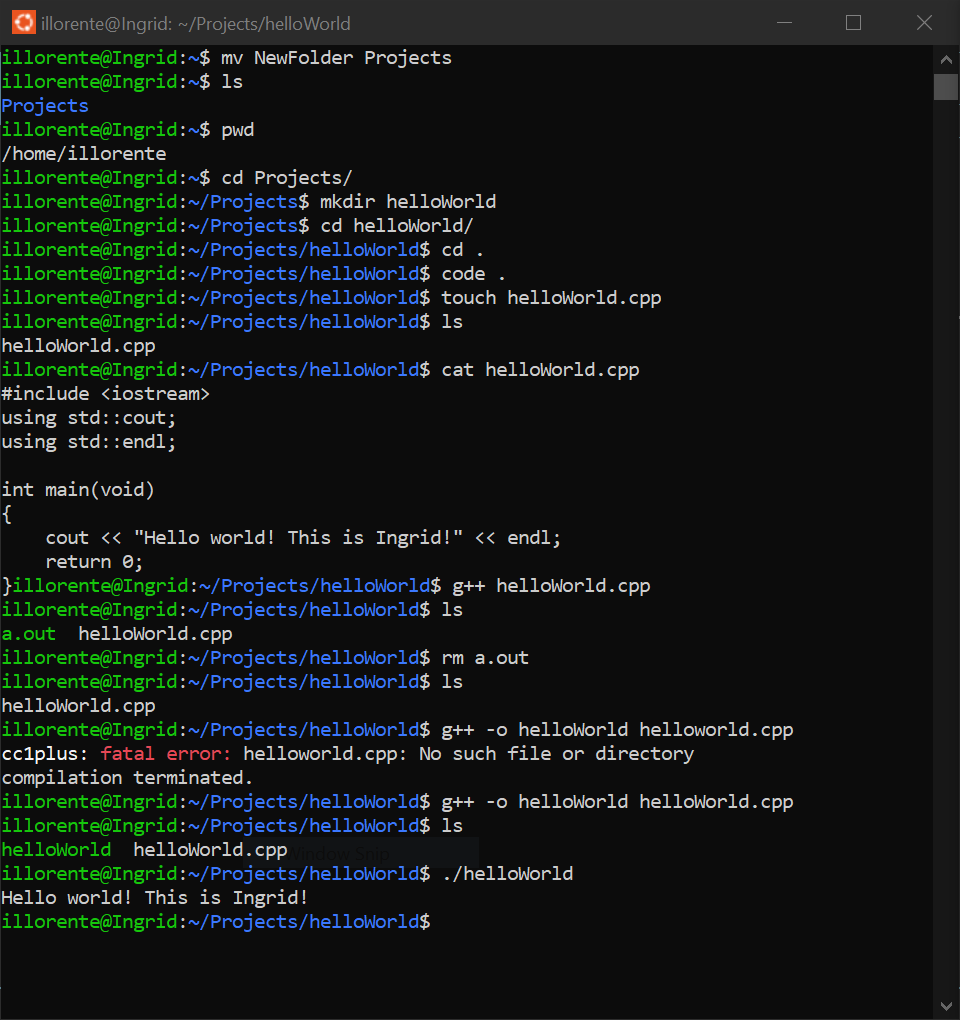 illorente@Ingrid: ~/Projects/helloWorld
illorente@Ingrid:~$ mv NewFolder Projects
illorente@Ingrid:~$ ls
Projects
illorente@Ingrid:~$ pwd
/home/illorente
illorente@Ingrid:~$ cd Projects/
illorente@Ingrid:~/Projects$ mkdir helloWorld
illorente@Ingrid:~/Projects$ cd helloWorld/
illorente@Ingrid:~/Projects/helloWorld$ cd .
illorente@Ingrid:~/Projects/helloWorld$ code .
illorente@Ingrid:~/Projects/helloWorld$ touch helloWorld.cpp
illorente@Ingrid:~/Projects/helloWorld$ ls
helloWorld.cpp
illorente@Ingrid:~/Projects/helloWorld$ cat helloWorld.cpp
#include <iostream>
using std::cout;
using std::endl;

int main(void)
{
    cout << "Hello world! This is Ingrid!" << endl;
    return 0;
}illorente@Ingrid:~/Projects/helloWorld$ g++ helloWorld.cpp
illorente@Ingrid:~/Projects/helloWorld$ ls
a.out  helloWorld.cpp
illorente@Ingrid:~/Projects/helloWorld$ rm a.out
illorente@Ingrid:~/Projects/helloWorld$ ls
helloWorld.cpp
illorente@Ingrid:~/Projects/helloWorld$ g++ -o helloWorld helloworld.cpp
cc1plus: fatal error: helloworld.cpp: No such file or directory
compilation terminated.
illorente@Ingrid:~/Projects/helloWorld$ g++ -o helloWorld helloWorld.cpp
illorente@Ingrid:~/Projects/helloWorld$ ls
helloWorld  helloWorld.cpp
Window Snip
illorente@Ingrid:~/Projects/helloWorld$ ./helloWorld
Hello world! This is Ingrid!
illorente@Ingrid:~/Projects/helloWorld$